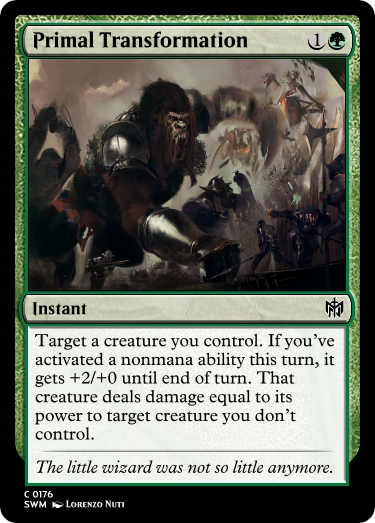 Primal Transformation 1
Instant
Target a creature you control. If you've
activated a nonmana ability this turn, it
gets +2/+0 until end of turn. That
creature deals damage equal to its
power to target creature you don't
control.
The little wizard was not so little anymore.
C 0176
SWM Lorenzo Nuti